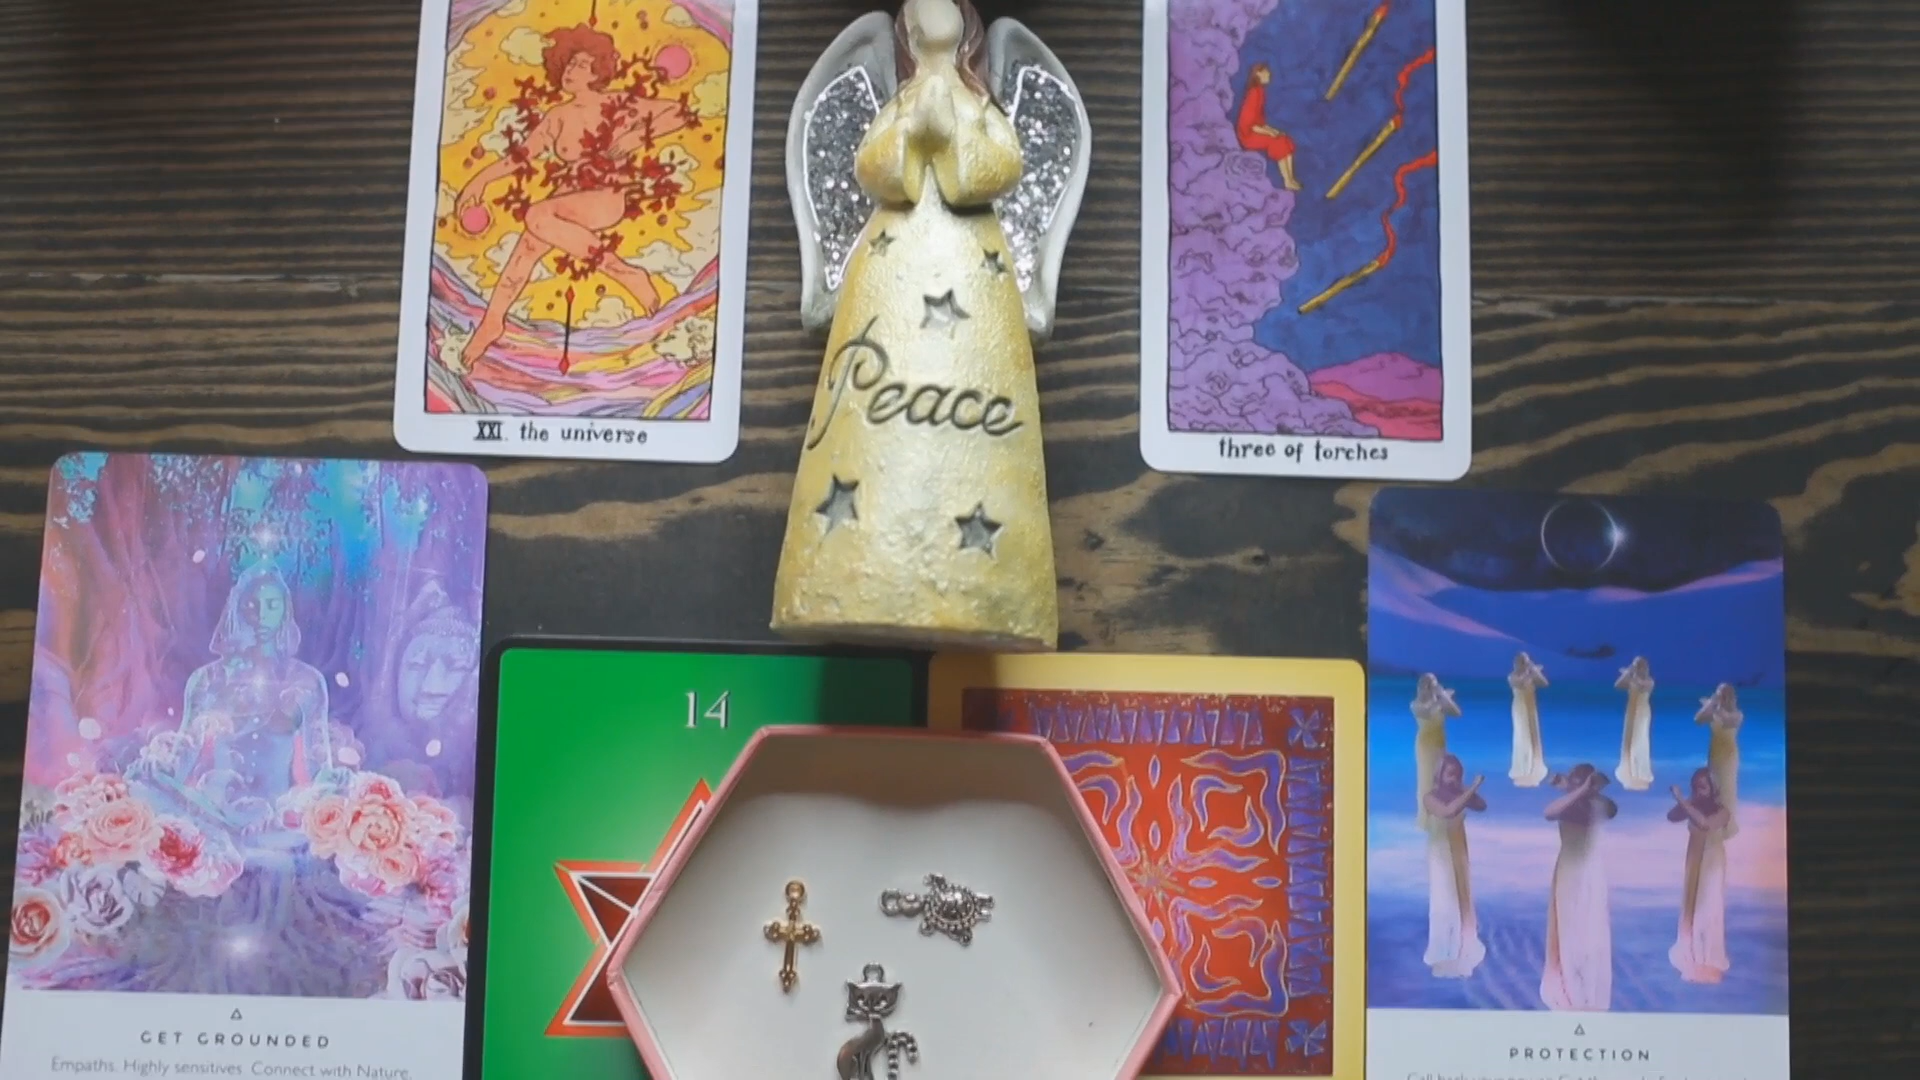 XXI. the universe
Peace
three of torches
14
GET GROUNDED
Empaths. Highly sensitives. Connect with Nature.
PROTECTION